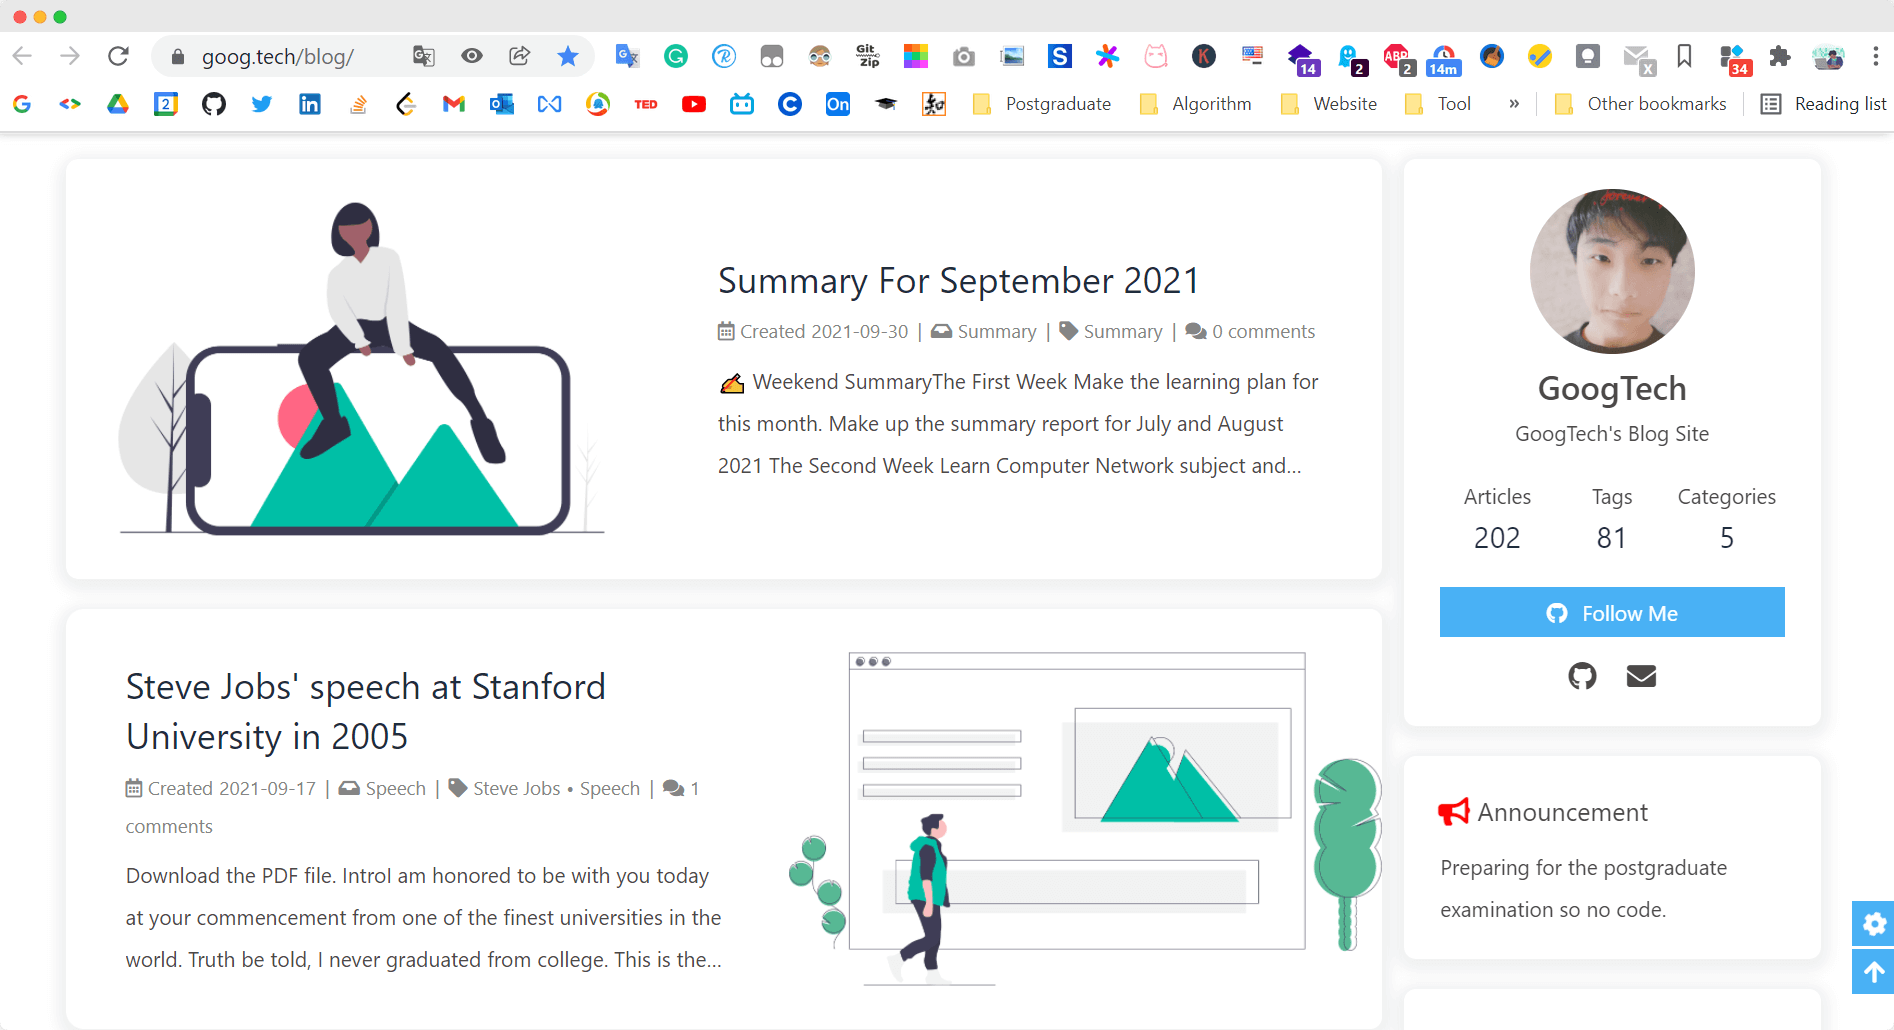 goog.tech/blog/
Git
Zip
S
K
14
2
ABP
2
14m
X
34
G
2
TED
C
On
知
Postgraduate
Algorithm
Website
Tool
»
Other bookmarks
Reading list
Summary For September 2021
Created 2021-09-30 | Summary | Summary | 0 comments
✍ Weekend SummaryThe First Week Make the learning plan for
this month. Make up the summary report for July and August
2021 The Second Week Learn Computer Network subject and...
Steve Jobs' speech at Stanford
University in 2005
Created 2021-09-17 | Speech | Steve Jobs • Speech | 1
comments
Download the PDF file. IntroI am honored to be with you today
at your commencement from one of the finest universities in the
world. Truth be told, I never graduated from college. This is the...
GoogTech
GoogTech's Blog Site
Articles Tags Categories
202 81 5
Follow Me
Announcement
Preparing for the postgraduate
examination so no code.